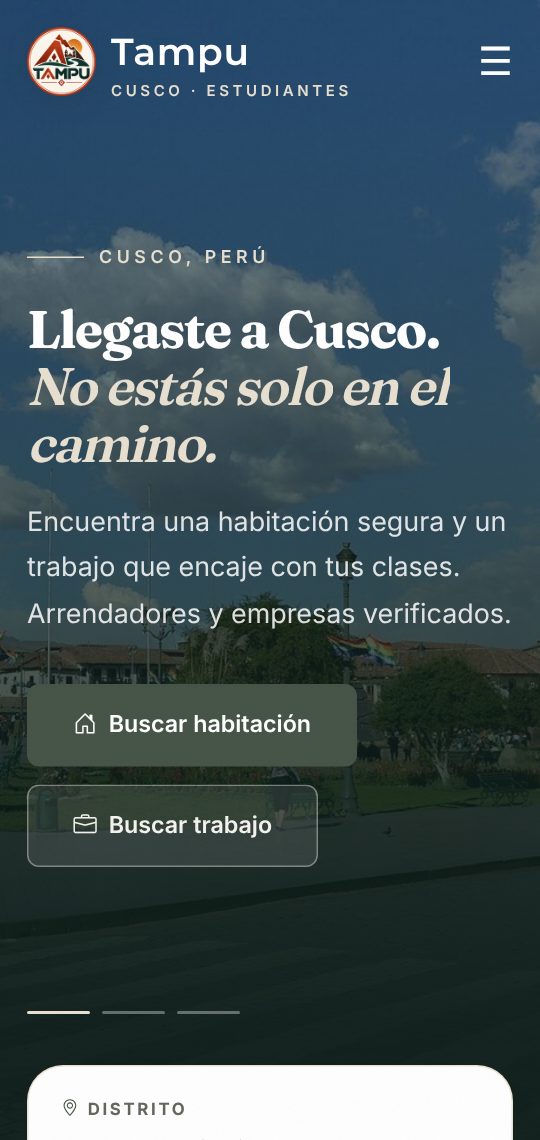 TAMPU
Tampu
CUSCO · ESTUDIANTES
CUSCO, PERÚ
Llegaste a Cusco.
No estás solo en el
camino.
Encuentra una habitación segura y un
trabajo que encaje con tus clases.
Arrendadores y empresas verificados.
Buscar habitación
Buscar trabajo
DISTRITO